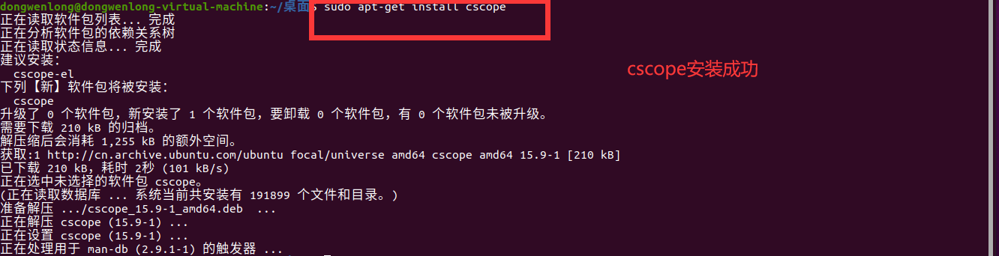 dongwenlong@dongwenlong-virtual-machine:~/桌面$ sudo apt-get install cscope
正在读取软件包列表... 完成
正在分析软件包的依赖关系树
正在读取状态信息... 完成
建议安装：
cscope-el
cscope安装成功
下列【新】软件包将被安装：
cscope
升级了 0 个软件包，新安装了 1 个软件包，要卸载 0 个软件包，有 0 个软件包未被升级。
需要下载 210 kB 的归档。
解压缩后会消耗 1,255 kB 的额外空间。
获取:1 http://cn.archive.ubuntu.com/ubuntu focal/universe amd64 cscope amd64 15.9-1 [210 kB]
已下载 210 kB，耗时 2秒 (101 kB/s)
正在选中未选择的软件包 cscope。
(正在读取数据库 ... 系统当前共安装有 191899 个文件和目录。)
准备解压 .../cscope_15.9-1_amd64.deb  ...
正在解压 cscope (15.9-1) ...
正在设置 cscope (15.9-1) ...
正在处理用于 man-db (2.9.1-1) 的触发器 ...